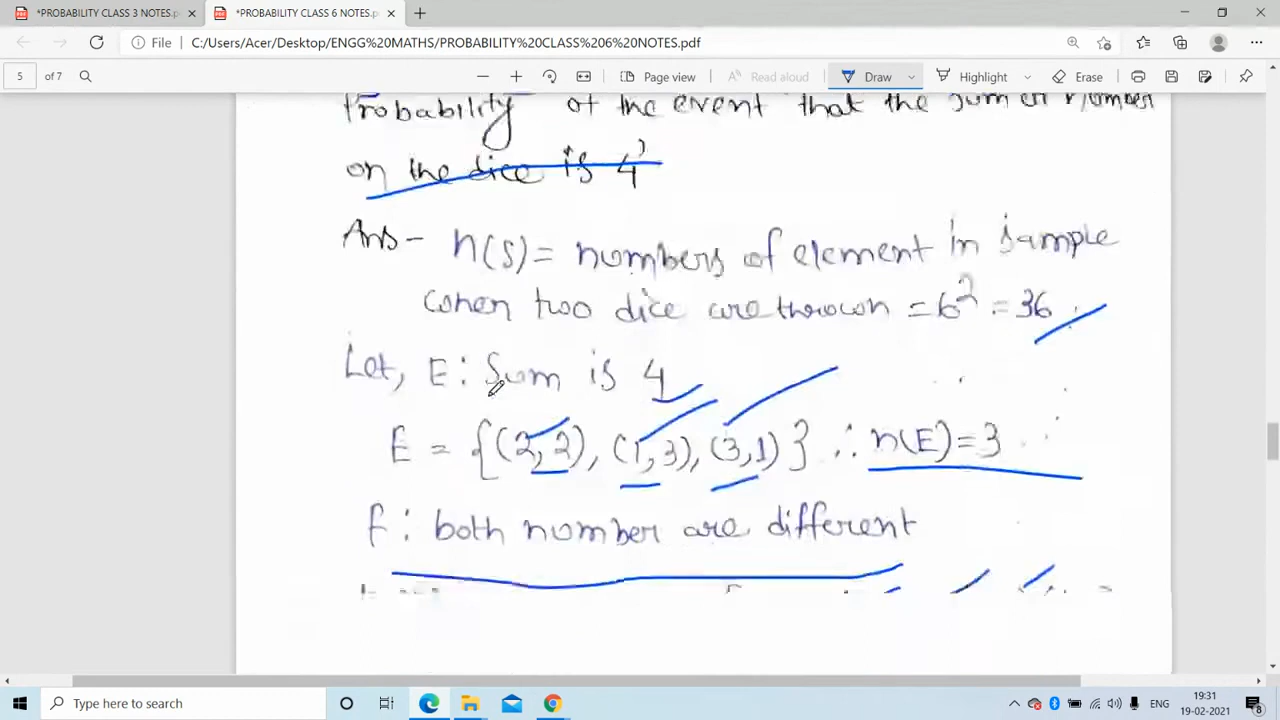 *PROBABILITY CLASS 3 NOTES.p
*PROBABILITY CLASS 6 NOTES.p
File C:/Users/Acer/Desktop/ENGG%20MATHS/PROBABILITY%20CLASS%206%20NOTES.pdf
5 of 7 Page view Read aloud Draw Highlight Erase
Probability of the event that the sum of number
on the dice is 4'
Ans - n(S) = numbers of element in sample
when two dice are thrown = 6² = 36
Let, E : Sum is 4
E = {(2,2), (1,3), (3,1)} ∴ n(E) = 3
f : both number are different
Type here to search
ENG
19:31
19-02-2021
8